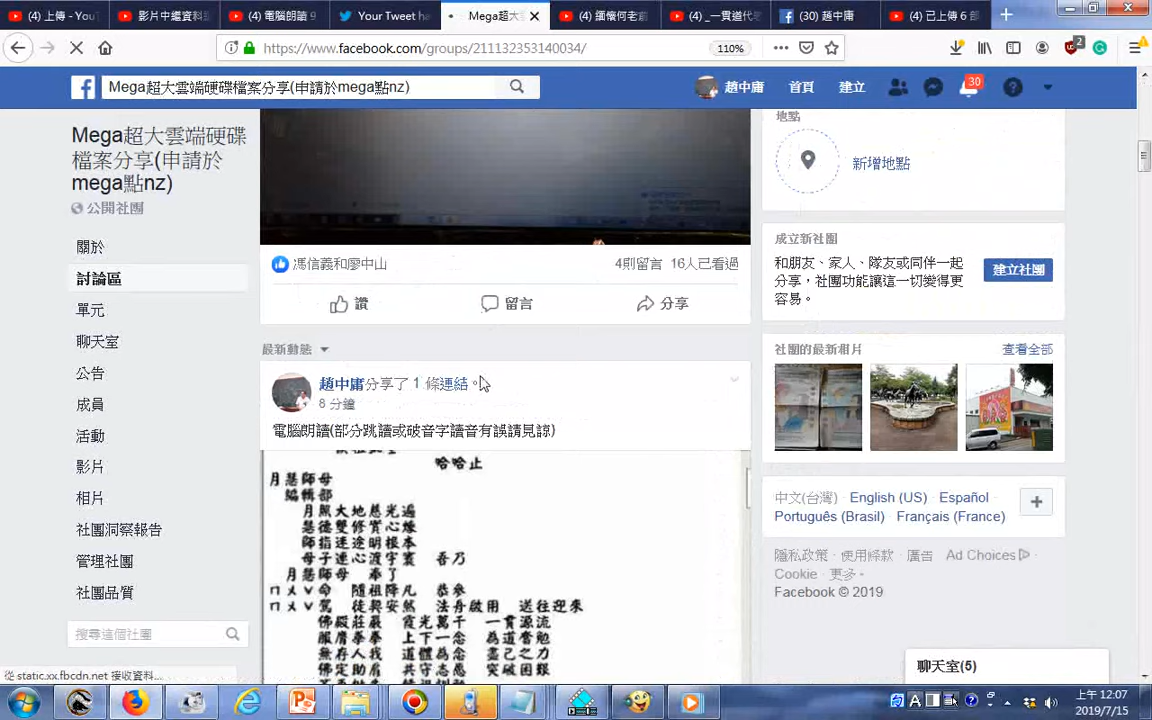 (4) 上傳 - YouT
影片中繼資料
(4) 電腦朗讀 9
Your Tweet ha
Mega超大雲
(4) 緬懷何老前
(4) _一貫道代
(30) 趙中庸
(4) 已上傳 6 部
https://www.facebook.com/groups/211132353140034/
110%
2
Mega超大雲端硬碟檔案分享(申請於mega點nz)
趙中庸
首頁
建立
30
Mega超大雲端硬碟
檔案分享(申請於
mega點nz)
公開社團
關於
討論區
單元
聊天室
公告
成員
活動
影片
相片
社團洞察報告
管理社團
社團品質
搜尋這個社團
馮信義和廖中山
4則留言 16人已看過
讚
留言
分享
最新動態
趙中庸分享了 1 條連結。
8 分鐘
電腦朗讀(部分跳讀或破音字讀音有誤請見諒)
哈哈止
月慧師母
編輯部
月照大地慈光遍
慧德雙修實心煉
師指迷途明根本
母子連心渡宇寰 吾乃
月慧師母 奉了
ㄇㄨˇ命 隨祖降凡 恭參
ㄇㄨˇ駕 徒與安然 法舟啟用 送往迎來
佛殿莊嚴 霞光萬千 一貫源流
服膺拳拳 上下一念 為道奮勉
無存人我 道體為念 盡己之力
佛定助肩 共守志愿 突破困艱
地點
新增地點
成立新社團
和朋友、家人、隊友或同伴一起
分享,社團功能讓這一切變得更
容易。
建立社團
社團的最新相片
查看全部
中文(台灣) · English (US) · Español ·
Português (Brasil) · Français (France)
隱私政策 · 使用條款 · 廣告 · Ad Choices ·
Cookie · 更多
Facebook © 2019
聊天室(5)
從 static.xx.fbcdn.net 接收資料...
上午 12:07
2019/7/15